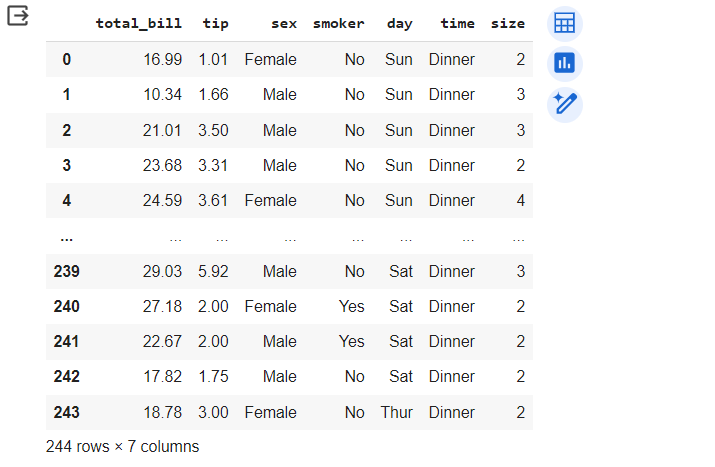 total_bill tip sex smoker day time size
0 16.99 1.01 Female No Sun Dinner 2
1 10.34 1.66 Male No Sun Dinner 3
2 21.01 3.50 Male No Sun Dinner 3
3 23.68 3.31 Male No Sun Dinner 2
4 24.59 3.61 Female No Sun Dinner 4
... ... ... ... ... ... ... ...
239 29.03 5.92 Male No Sat Dinner 3
240 27.18 2.00 Female Yes Sat Dinner 2
241 22.67 2.00 Male Yes Sat Dinner 2
242 17.82 1.75 Male No Sat Dinner 2
243 18.78 3.00 Female No Thur Dinner 2
244 rows × 7 columns